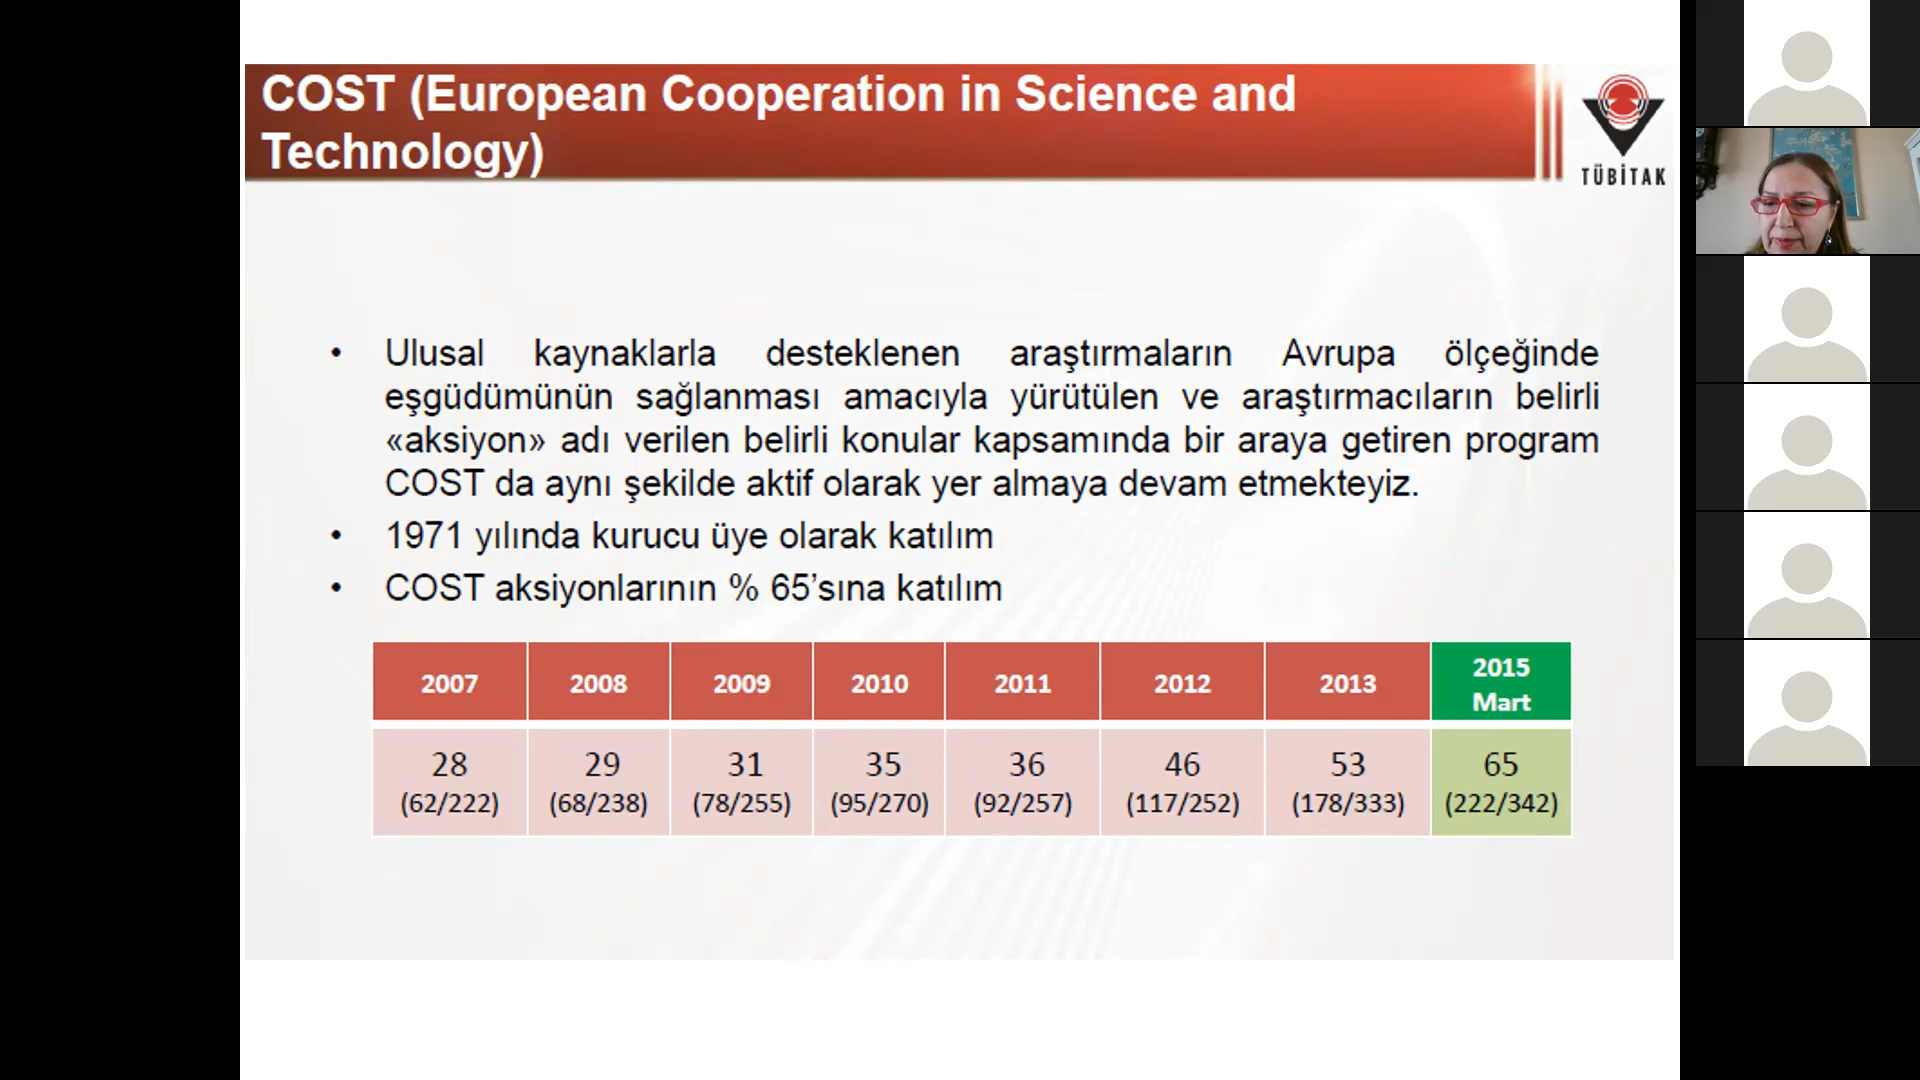 COST (European Cooperation in Science and
Technology)
TÜBİTAK
• Ulusal kaynaklarla desteklenen araştırmaların Avrupa ölçeğinde
eşgüdümünün sağlanması amacıyla yürütülen ve araştırmacıların belirli
«aksiyon» adı verilen belirli konular kapsamında bir araya getiren program
COST da aynı şekilde aktif olarak yer almaya devam etmekteyiz.
• 1971 yılında kurucu üye olarak katılım
• COST aksiyonlarının % 65’sına katılım
2007 2008 2009 2010 2011 2012 2013 2015 Mart
28 29 31 35 36 46 53 65
(62/222) (68/238) (78/255) (95/270) (92/257) (117/252) (178/333) (222/342)